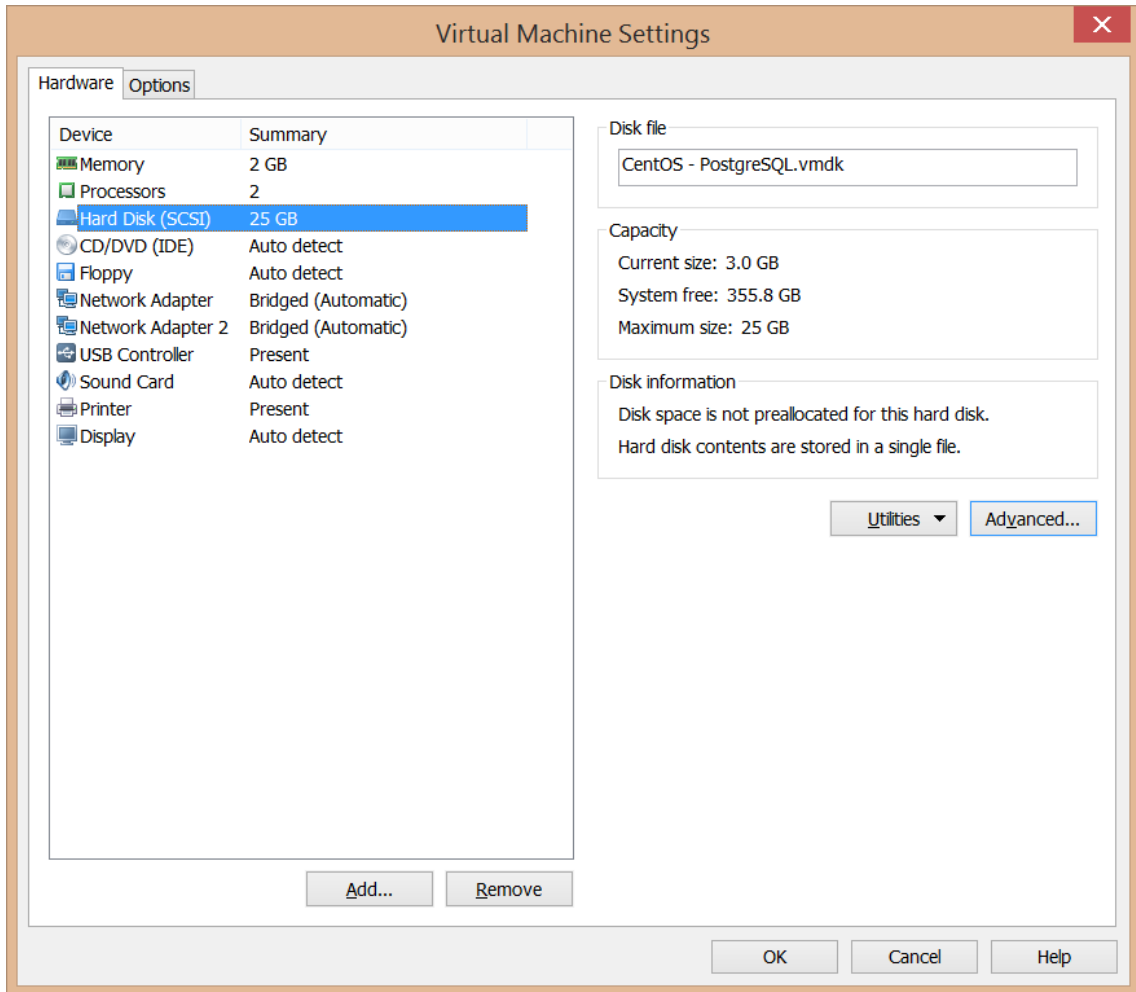 Virtual Machine Settings
Hardware Options
Device Summary
Memory 2 GB
Processors 2
Hard Disk (SCSI) 25 GB
CD/DVD (IDE) Auto detect
Floppy Auto detect
Network Adapter Bridged (Automatic)
Network Adapter 2 Bridged (Automatic)
USB Controller Present
Sound Card Auto detect
Printer Present
Display Auto detect
Add... Remove
Disk file
CentOS - PostgreSQL.vmdk
Capacity
Current size: 3.0 GB
System free: 355.8 GB
Maximum size: 25 GB
Disk information
Disk space is not preallocated for this hard disk.
Hard disk contents are stored in a single file.
Utilities Advanced...
OK Cancel Help